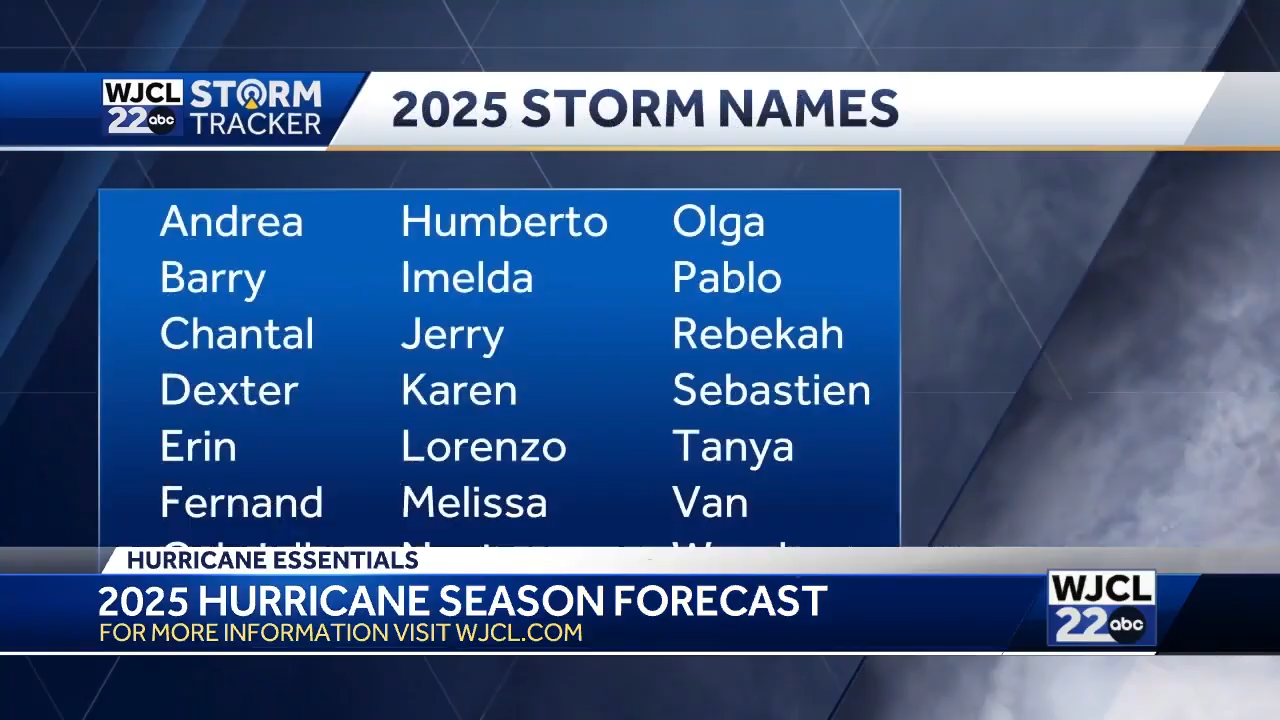 WJCL
22 abc
STORM
TRACKER
2025 STORM NAMES
Andrea
Barry
Chantal
Dexter
Erin
Fernand
Humberto
Imelda
Jerry
Karen
Lorenzo
Melissa
Olga
Pablo
Rebekah
Sebastien
Tanya
Van
HURRICANE ESSENTIALS
2025 HURRICANE SEASON FORECAST
FOR MORE INFORMATION VISIT WJCL.COM
WJCL
22 abc